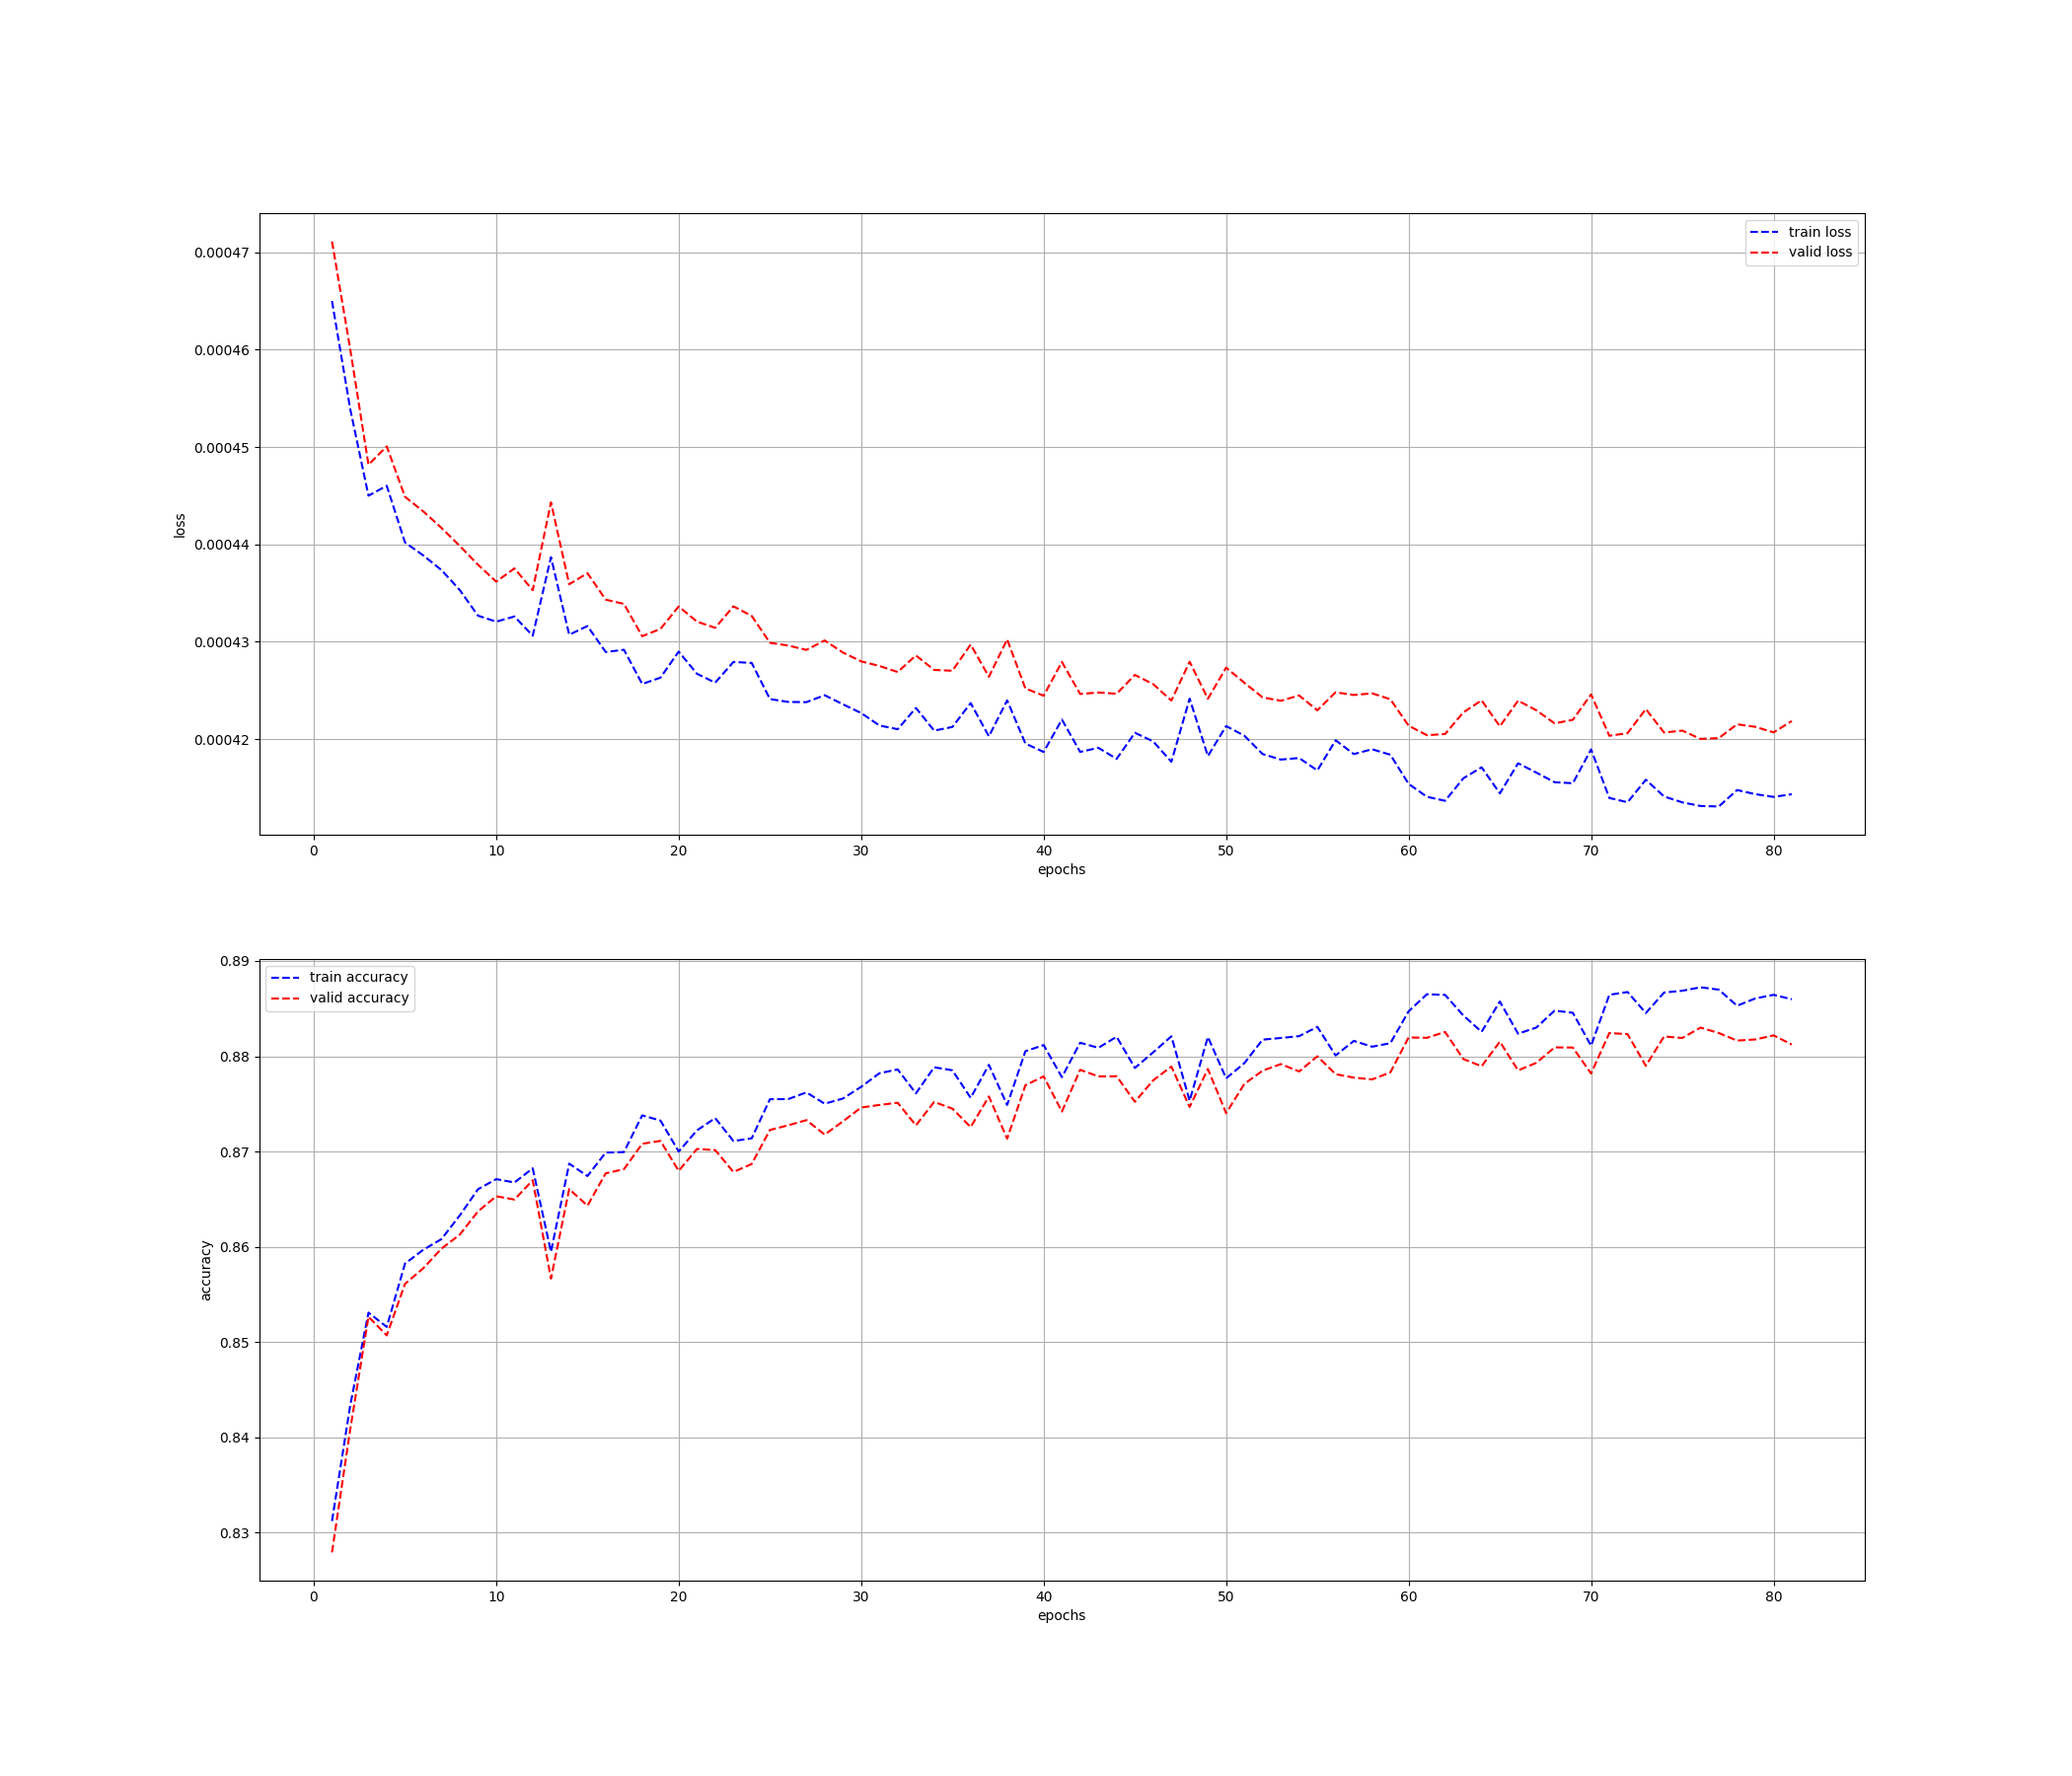 train loss
valid loss
0.00047
0.00046
0.00045
0.00044
0.00043
0.00042
loss
0 10 20 30 40 50 60 70 80
epochs
train accuracy
valid accuracy
0.89
0.88
0.87
0.86
0.85
0.84
0.83
accuracy
0 10 20 30 40 50 60 70 80
epochs